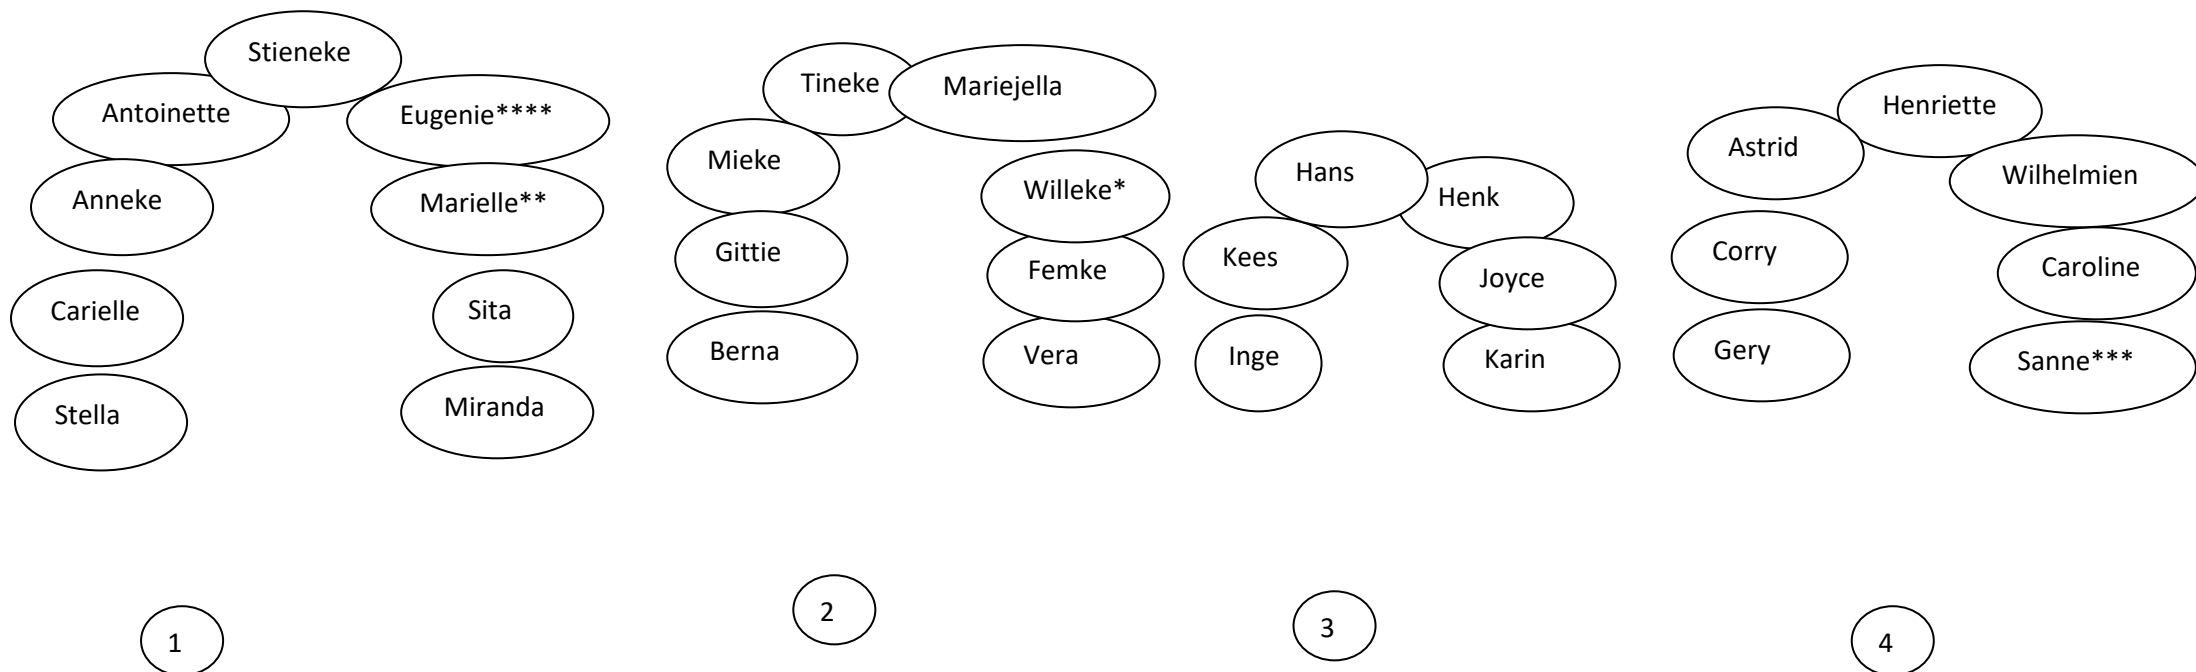 Stieneke
Antoinette
Eugenie****
Anneke
Marielle**
Carielle
Sita
Stella
Miranda
1
Tineke
Mariejella
Mieke
Willeke*
Gittie
Femke
Berna
Vera
2
Hans
Henk
Kees
Joyce
Inge
Karin
3
Henriette
Astrid
Wilhelmien
Corry
Caroline
Gery
Sanne***
4